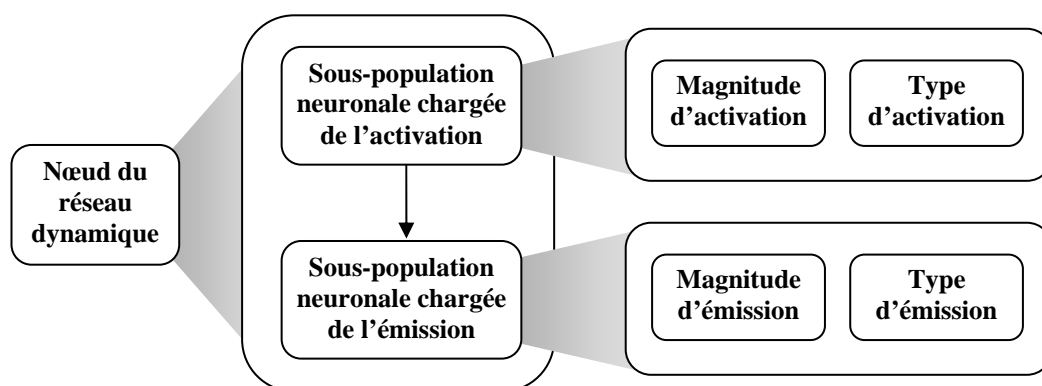 Nœud du
réseau
dynamique
Sous-population
neuronale chargée
de l’activation
Magnitude
d’activation
Type
d’activation
Sous-population
neuronale chargée
de l’émission
Magnitude
d’émission
Type
d’émission